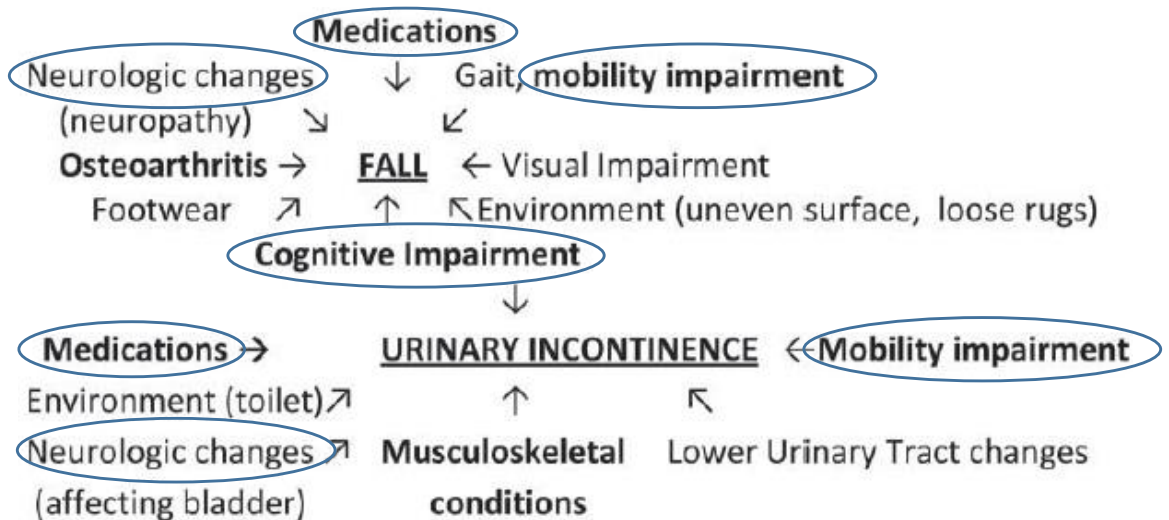 Medications
Neurologic changes ↓ Gait, mobility impairment
(neuropathy) ↘ ↙
Osteoarthritis → FALL ← Visual Impairment
Footwear ↗ ↑ ↖ Environment (uneven surface, loose rugs)
Cognitive Impairment
↓
Medications → URINARY INCONTINENCE ← Mobility impairment
Environment (toilet) ↗ ↑ ↖
Neurologic changes ↗ Musculoskeletal Lower Urinary Tract changes
(affecting bladder) conditions